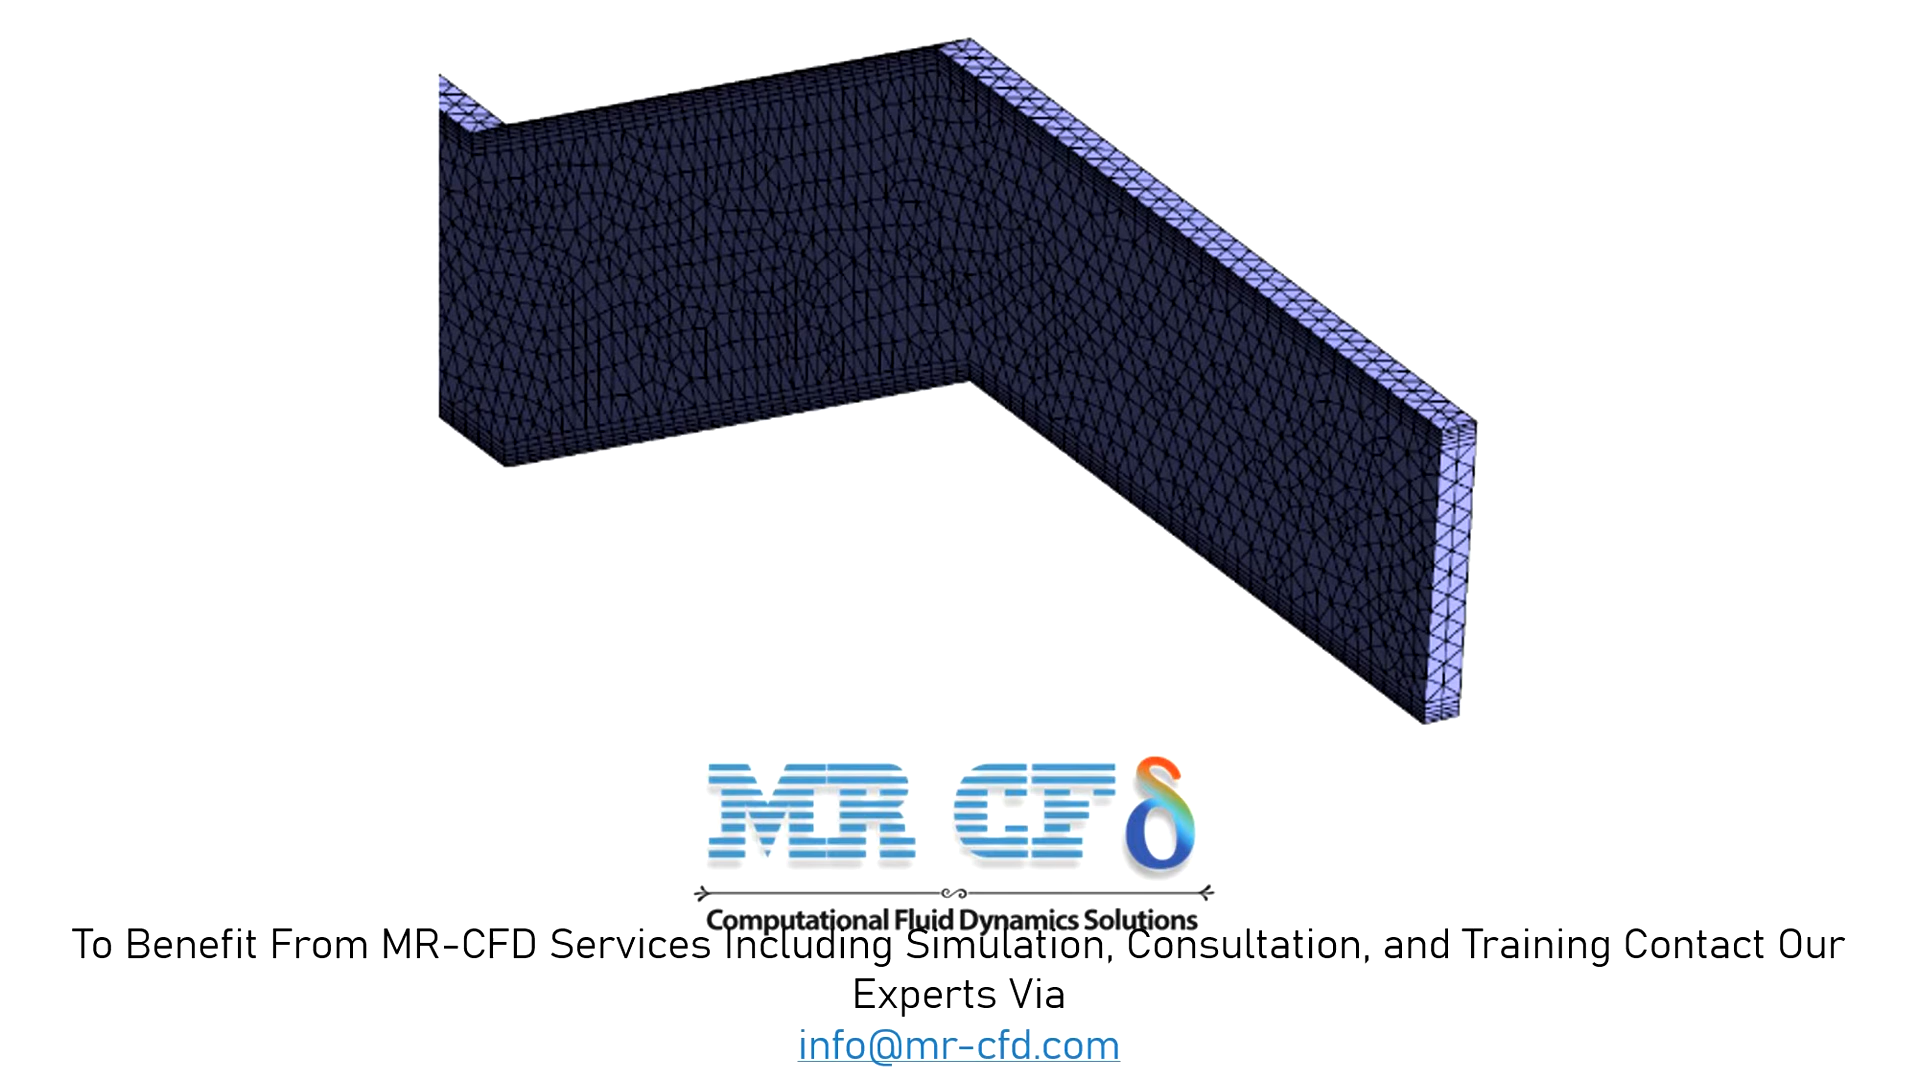 MR CFδ
Computational Fluid Dynamics Solutions
To Benefit From MR-CFD Services Including Simulation, Consultation, and Training Contact Our
Experts Via
info@mr-cfd.com